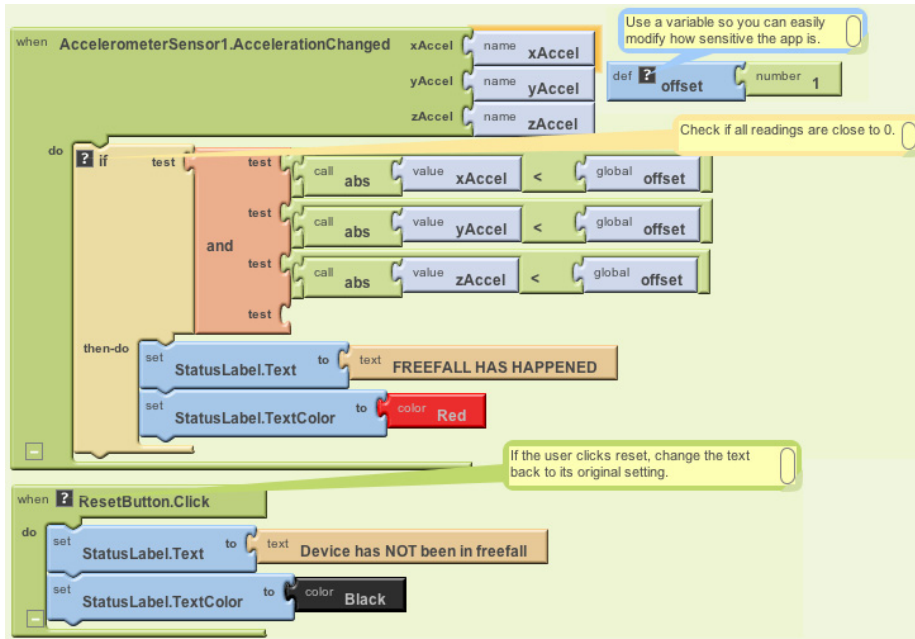 Use a variable so you can easily
modify how sensitive the app is.
when AccelerometerSensor1.AccelerationChanged xAccel name xAccel
def ? offset number 1
yAccel name yAccel
zAccel name zAccel
Check if all readings are close to 0.
do ? if test and test call abs value xAccel < global offset
test call abs value yAccel < global offset
test call abs value zAccel < global offset
test
then-do set StatusLabel.Text to text FREEFALL HAS HAPPENED
set StatusLabel.TextColor to color Red
If the user clicks reset, change the text
back to its original setting.
when ? ResetButton.Click
do set StatusLabel.Text to text Device has NOT been in freefall
set StatusLabel.TextColor to color Black